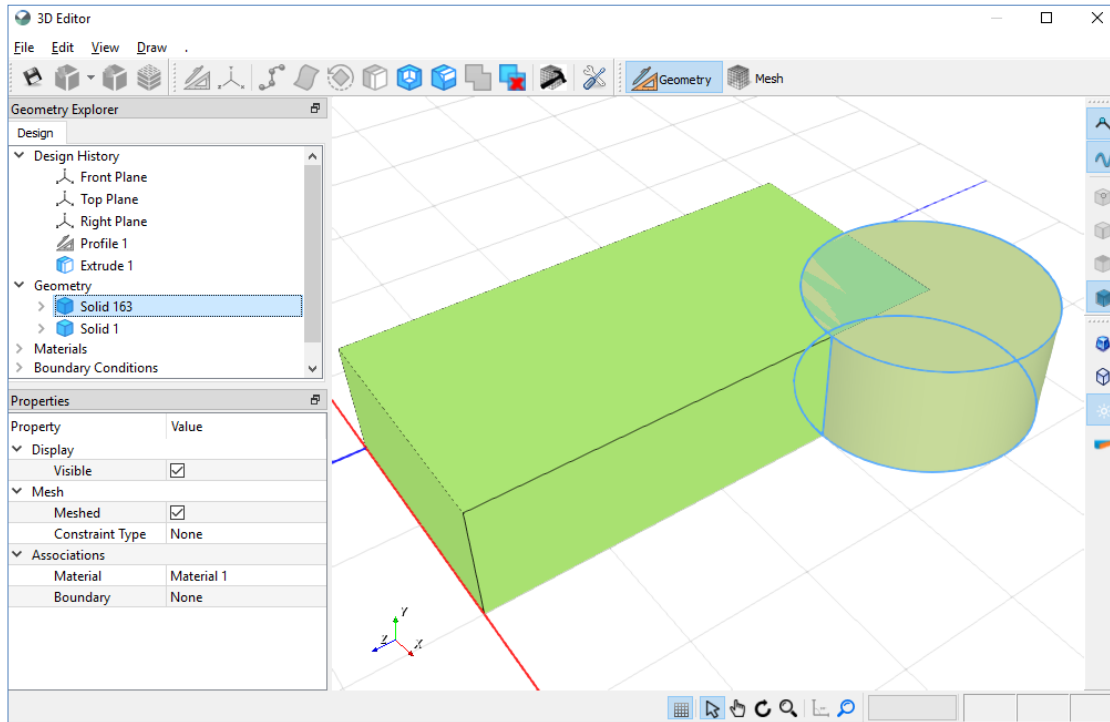 3D Editor
File Edit View Draw .
Geometry Mesh
Geometry Explorer
Design
Design History
Front Plane
Top Plane
Right Plane
Profile 1
Extrude 1
Geometry
Solid 163
Solid 1
Materials
Boundary Conditions
Properties
Property Value
Display
Visible
Mesh
Meshed
Constraint Type None
Associations
Material Material 1
Boundary None
Y
Z X